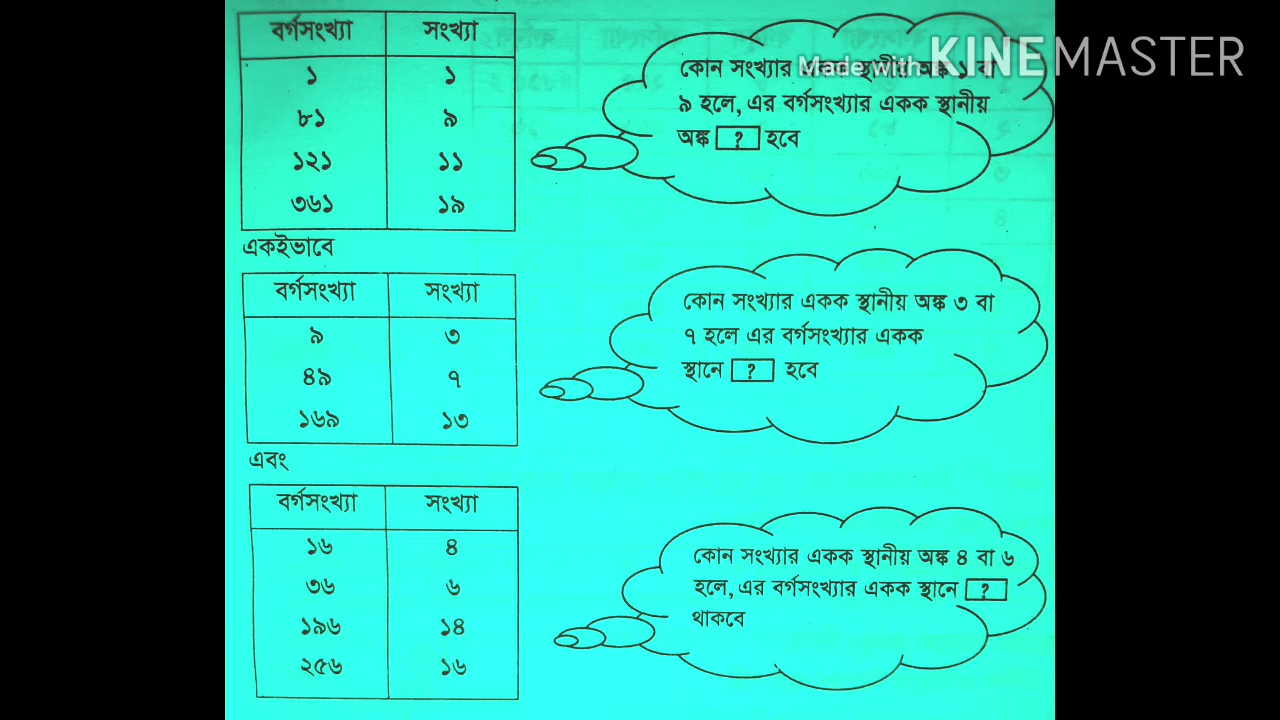 বর্গসংখ্যা সংখ্যা
১ ১
৮১ ৯
১২১ ১১
৩৬১ ১৯
Made with KINEMASTER
কোন সংখ্যার একক স্থানীয় অঙ্ক ১ বা
৯ হলে, এর বর্গসংখ্যার একক স্থানীয়
অঙ্ক ? হবে
একইভাবে
বর্গসংখ্যা সংখ্যা
৯ ৩
৪৯ ৭
১৬৯ ১৩
কোন সংখ্যার একক স্থানীয় অঙ্ক ৩ বা
৭ হলে এর বর্গসংখ্যার একক
স্থানে ? হবে
এবং
বর্গসংখ্যা সংখ্যা
১৬ ৪
৩৬ ৬
১৯৬ ১৪
২৫৬ ১৬
কোন সংখ্যার একক স্থানীয় অঙ্ক ৪ বা ৬
হলে, এর বর্গসংখ্যার একক স্থানে ?
থাকবে